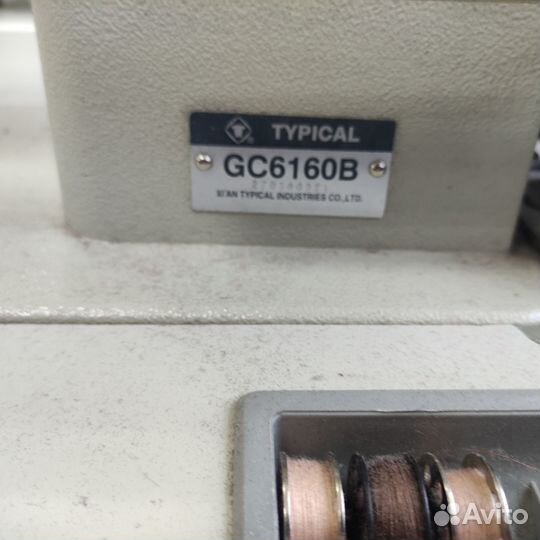 TYPICAL
GC6160B
XI'AN TYPICAL INDUSTRIES CO.,LTD.
Avito